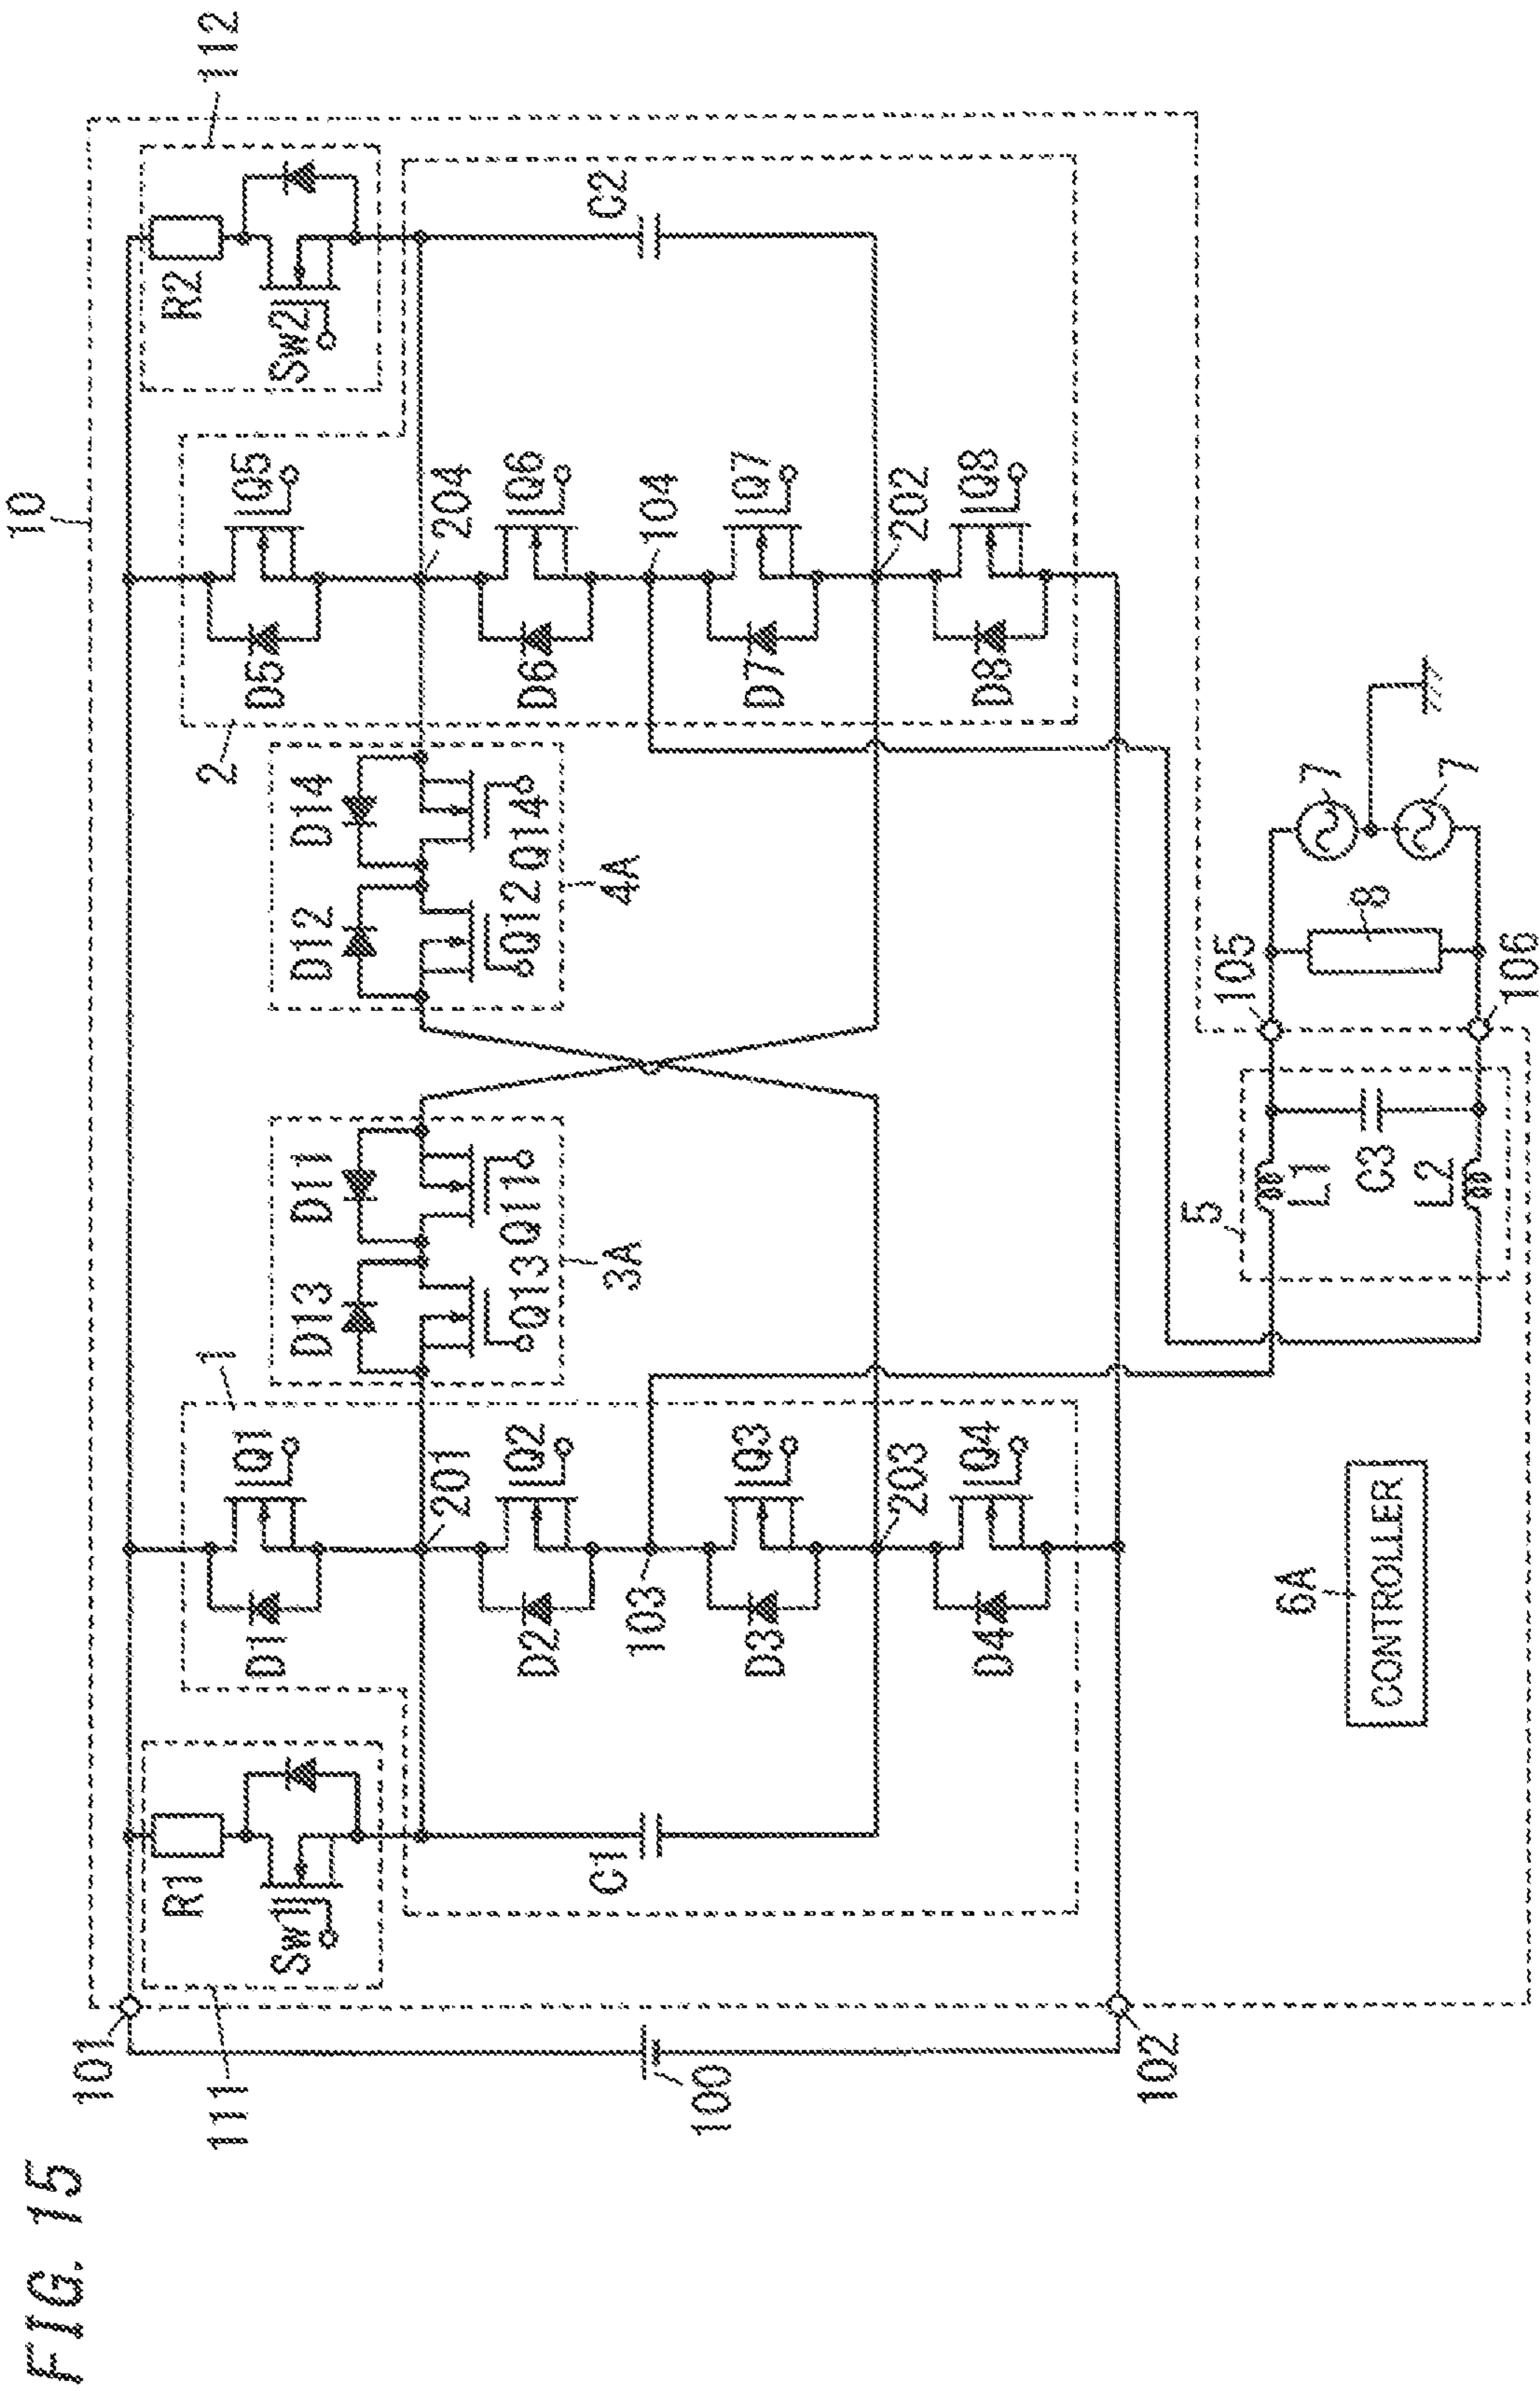 FIG. 15
10
101
111
R1
Sw1
1
D1
Q1
201
D13
D11
Q13
Q11
3A
D12
D14
Q12
Q14
4A
2
D5
Q5
204
R2
Sw2
112
C1
D2
Q2
103
D3
Q3
203
D4
Q4
D6
Q6
104
D7
Q7
202
D8
Q8
C2
100
102
6A
CONTROLLER
5
L1
C3
L2
105
106
8
7
7